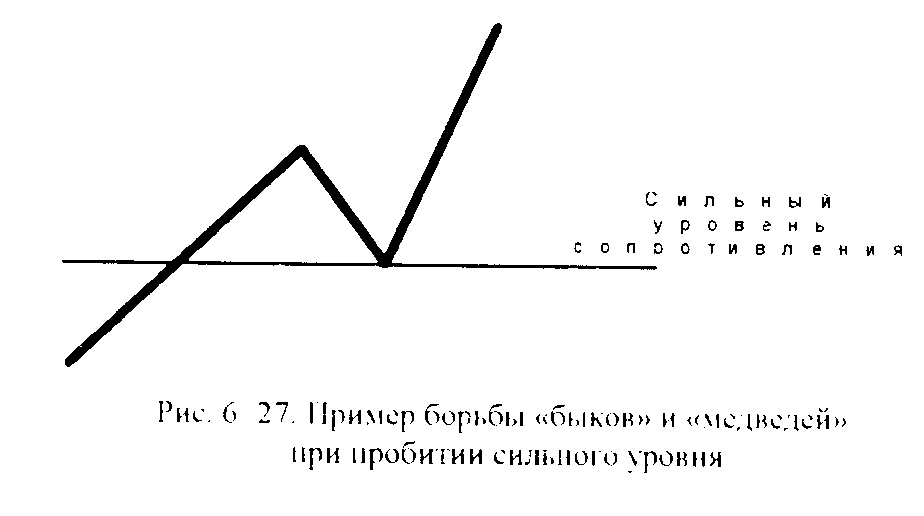 Сильный
уровень
сопротивления
Рис. 6 27. Пример борьбы «быков» и «медведей»
при пробитии сильного уровня